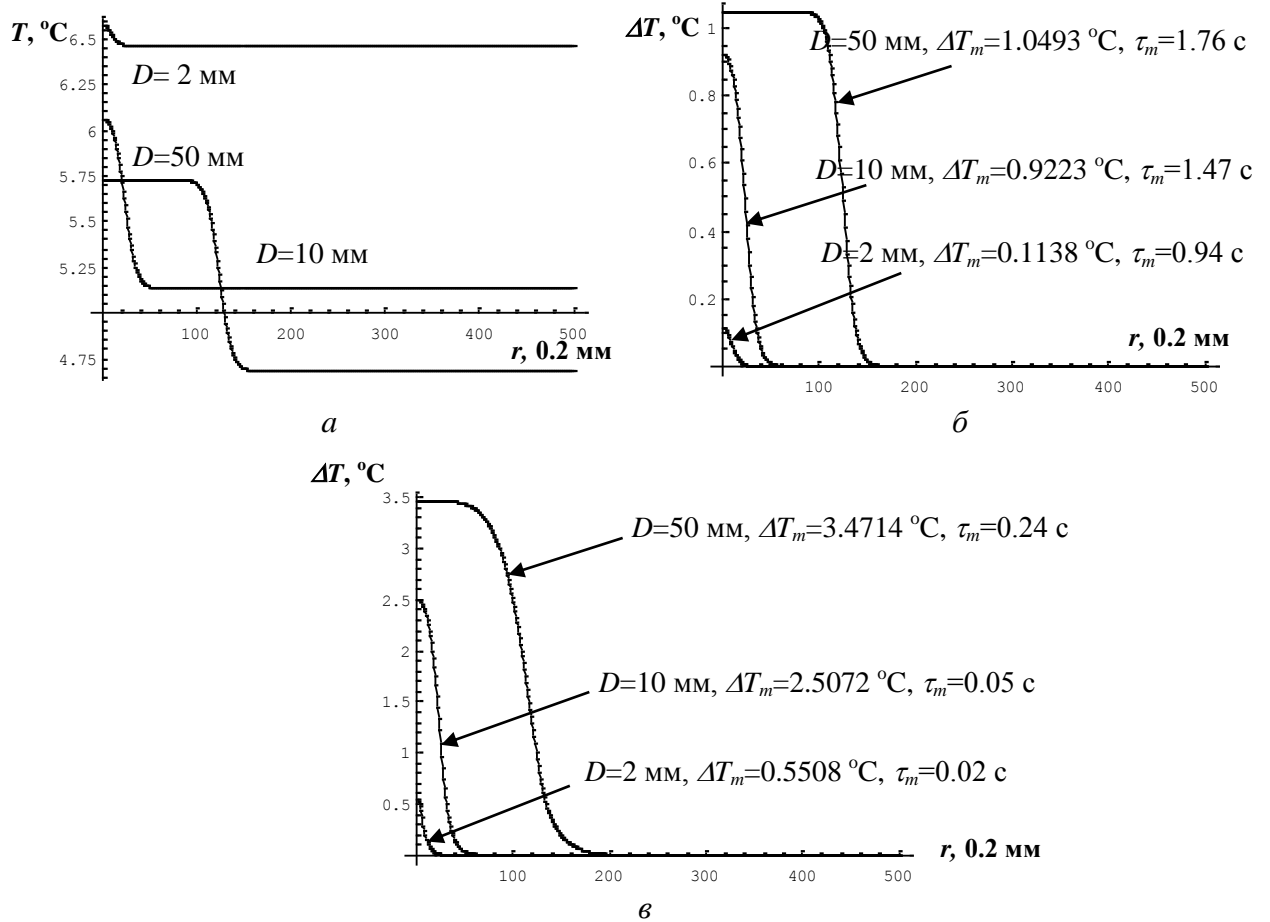 T, °C
6.5
6.25
6
5.75
5.5
5.25
4.75
D= 2 мм
D=50 мм
D=10 мм
100 200 300 400 500
r, 0.2 мм
а
ΔT, °C
1
0.8
0.6
0.4
0.2
D=50 мм, ΔTm=1.0493 °C, τm=1.76 с
D=10 мм, ΔTm=0.9223 °C, τm=1.47 с
D=2 мм, ΔTm=0.1138 °C, τm=0.94 с
r, 0.2 мм
100 200 300 400 500
б
ΔT, °C
3.5
3
2.5
2
1.5
1
0.5
D=50 мм, ΔTm=3.4714 °C, τm=0.24 с
D=10 мм, ΔTm=2.5072 °C, τm=0.05 с
D=2 мм, ΔTm=0.5508 °C, τm=0.02 с
r, 0.2 мм
100 200 300 400 500
в